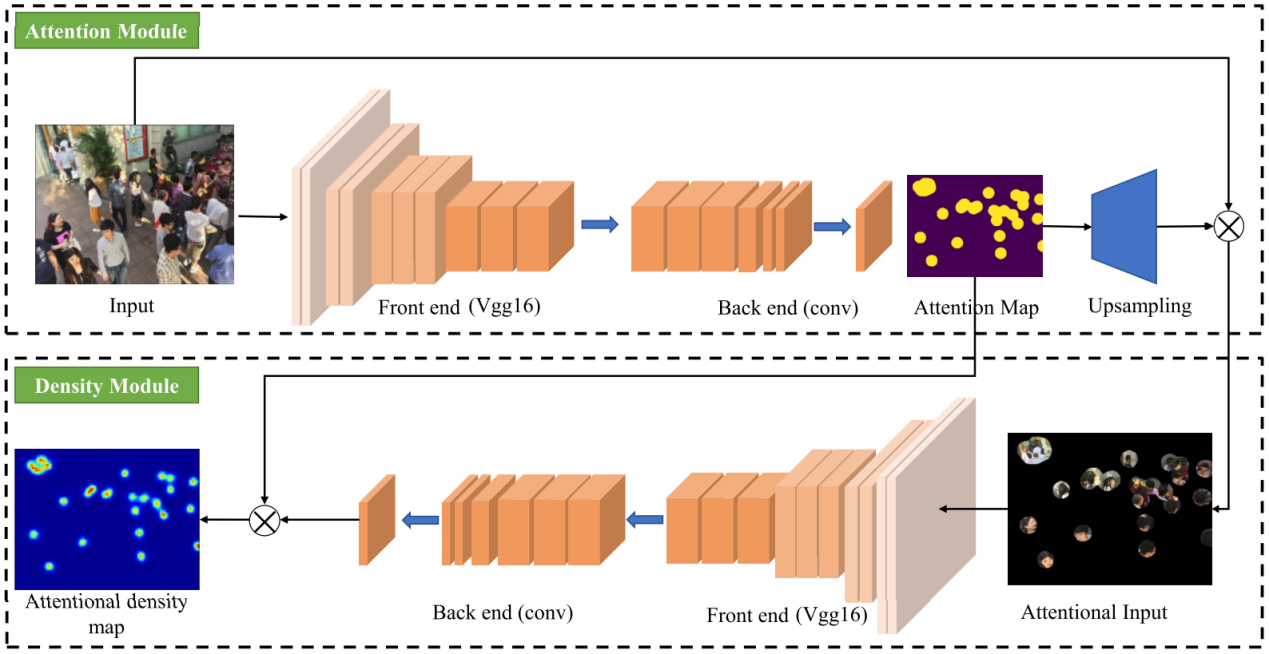 Attention Module
Input
Front end (Vgg16)
Back end (conv)
Attention Map
Upsampling
Density Module
Attentional density
map
Back end (conv)
Front end (Vgg16)
Attentional Input